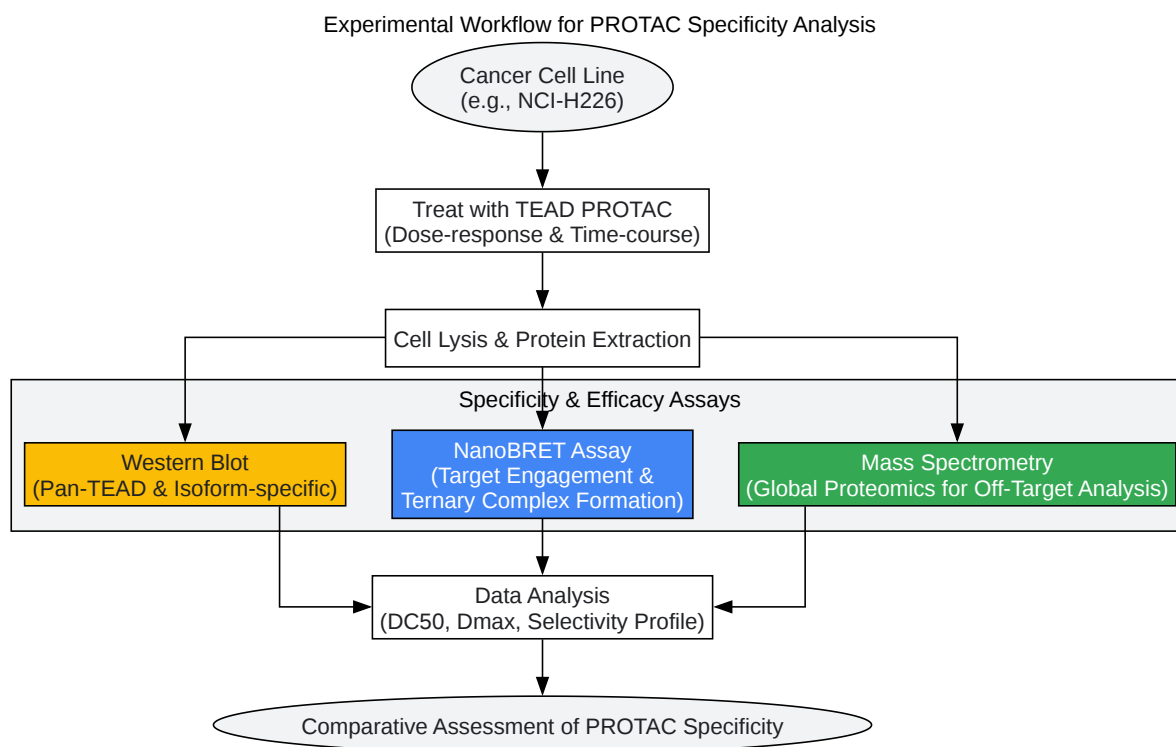 Experimental Workflow for PROTAC Specificity Analysis
Cancer Cell Line
(e.g., NCI-H226)
Treat with TEAD PROTAC
(Dose-response & Time-course)
Cell Lysis & Protein Extraction
Specificity & Efficacy Assays
Western Blot
(Pan-TEAD & Isoform-specific)
NanoBRET Assay
(Target Engagement &
Ternary Complex Formation)
Mass Spectrometry
(Global Proteomics for Off-Target Analysis)
Data Analysis
(DC50, Dmax, Selectivity Profile)
Comparative Assessment of PROTAC Specificity